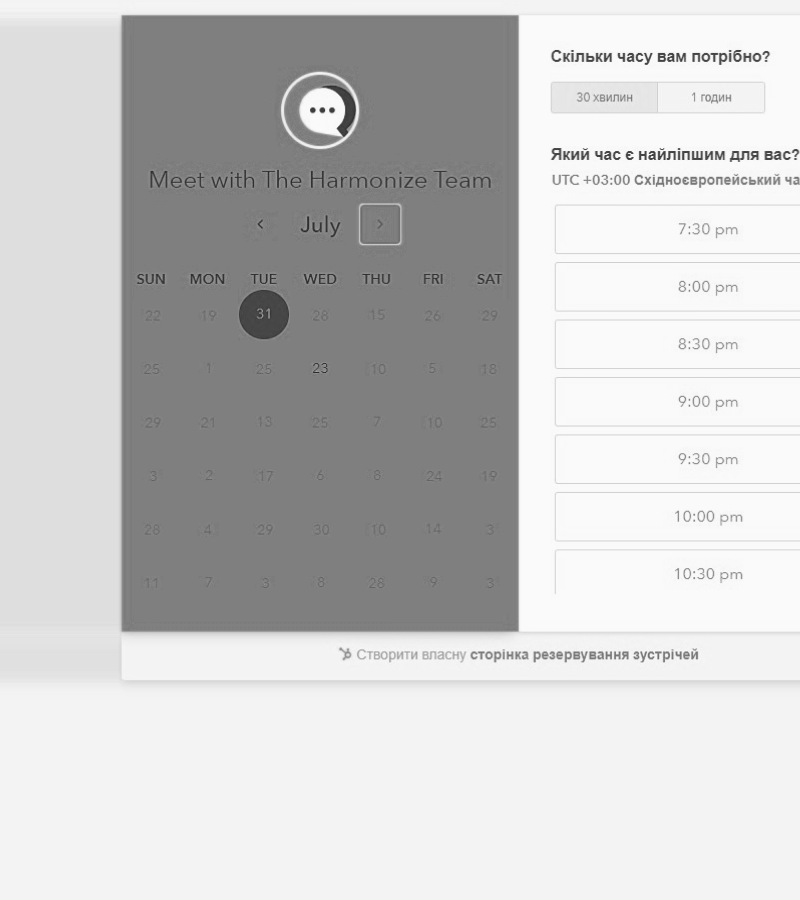 Meet with The Harmonize Team
July
SUN MON TUE WED THU FRI SAT
22 19 31 28 15 26 29
25 1 25 23 10 5 18
29 21 13 25 7 10 25
3 2 17 6 8 24 19
28 4 29 30 10 14 3
11 7 3 8 28 9 3
Скільки часу вам потрібно?
30 хвилин 1 годин
Який час є найліпшим для вас?
UTC +03:00 Східноєвропейський ча
7:30 pm
8:00 pm
8:30 pm
9:00 pm
9:30 pm
10:00 pm
10:30 pm
Створити власну сторінка резервування зустрічей